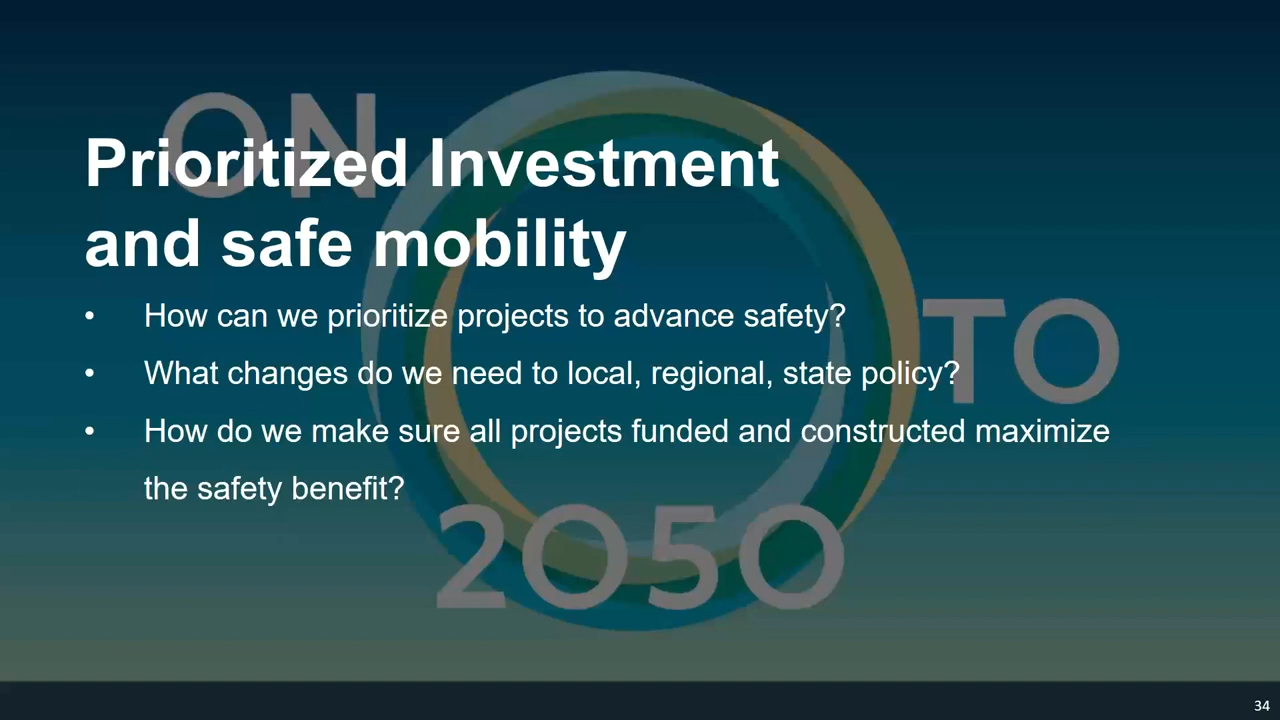 ON
Prioritized Investment
and safe mobility
• How can we prioritize projects to advance safety?
TO
• What changes do we need to local, regional, state policy?
• How do we make sure all projects funded and constructed maximize
the safety benefit?
2050
34